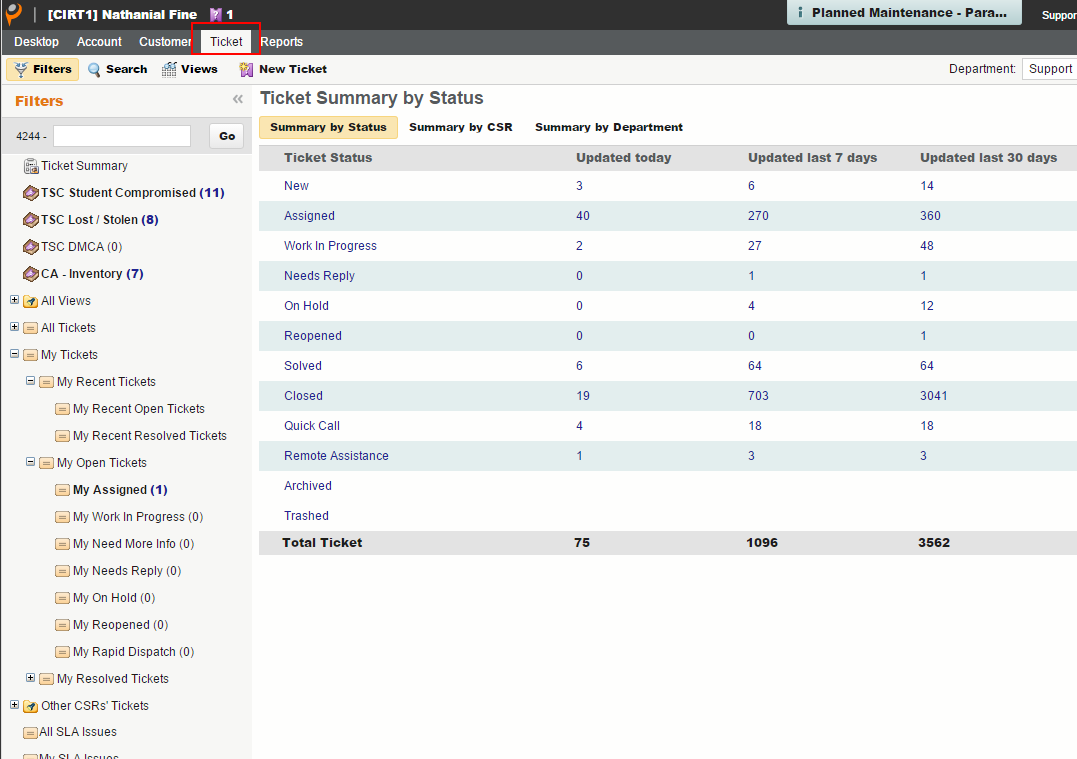 [CIRT1] Nathanial Fine 1 Planned Maintenance - Para... Suppor
Desktop Account Customer Ticket Reports
Filters Search Views New Ticket Department: Support
Filters «
4244 - Go
Ticket Summary
TSC Student Compromised (11)
TSC Lost / Stolen (8)
TSC DMCA (0)
CA - Inventory (7)
All Views
All Tickets
My Tickets
My Recent Tickets
My Recent Open Tickets
My Recent Resolved Tickets
My Open Tickets
My Assigned (1)
My Work In Progress (0)
My Need More Info (0)
My Needs Reply (0)
My On Hold (0)
My Reopened (0)
My Rapid Dispatch (0)
My Resolved Tickets
Other CSRs' Tickets
All SLA Issues
My SLA Issues
Ticket Summary by Status
Summary by Status Summary by CSR Summary by Department
Ticket Status Updated today Updated last 7 days Updated last 30 days
New 3 6 14
Assigned 40 270 360
Work In Progress 2 27 48
Needs Reply 0 1 1
On Hold 0 4 12
Reopened 0 0 1
Solved 6 64 64
Closed 19 703 3041
Quick Call 4 18 18
Remote Assistance 1 3 3
Archived
Trashed
Total Ticket 75 1096 3562